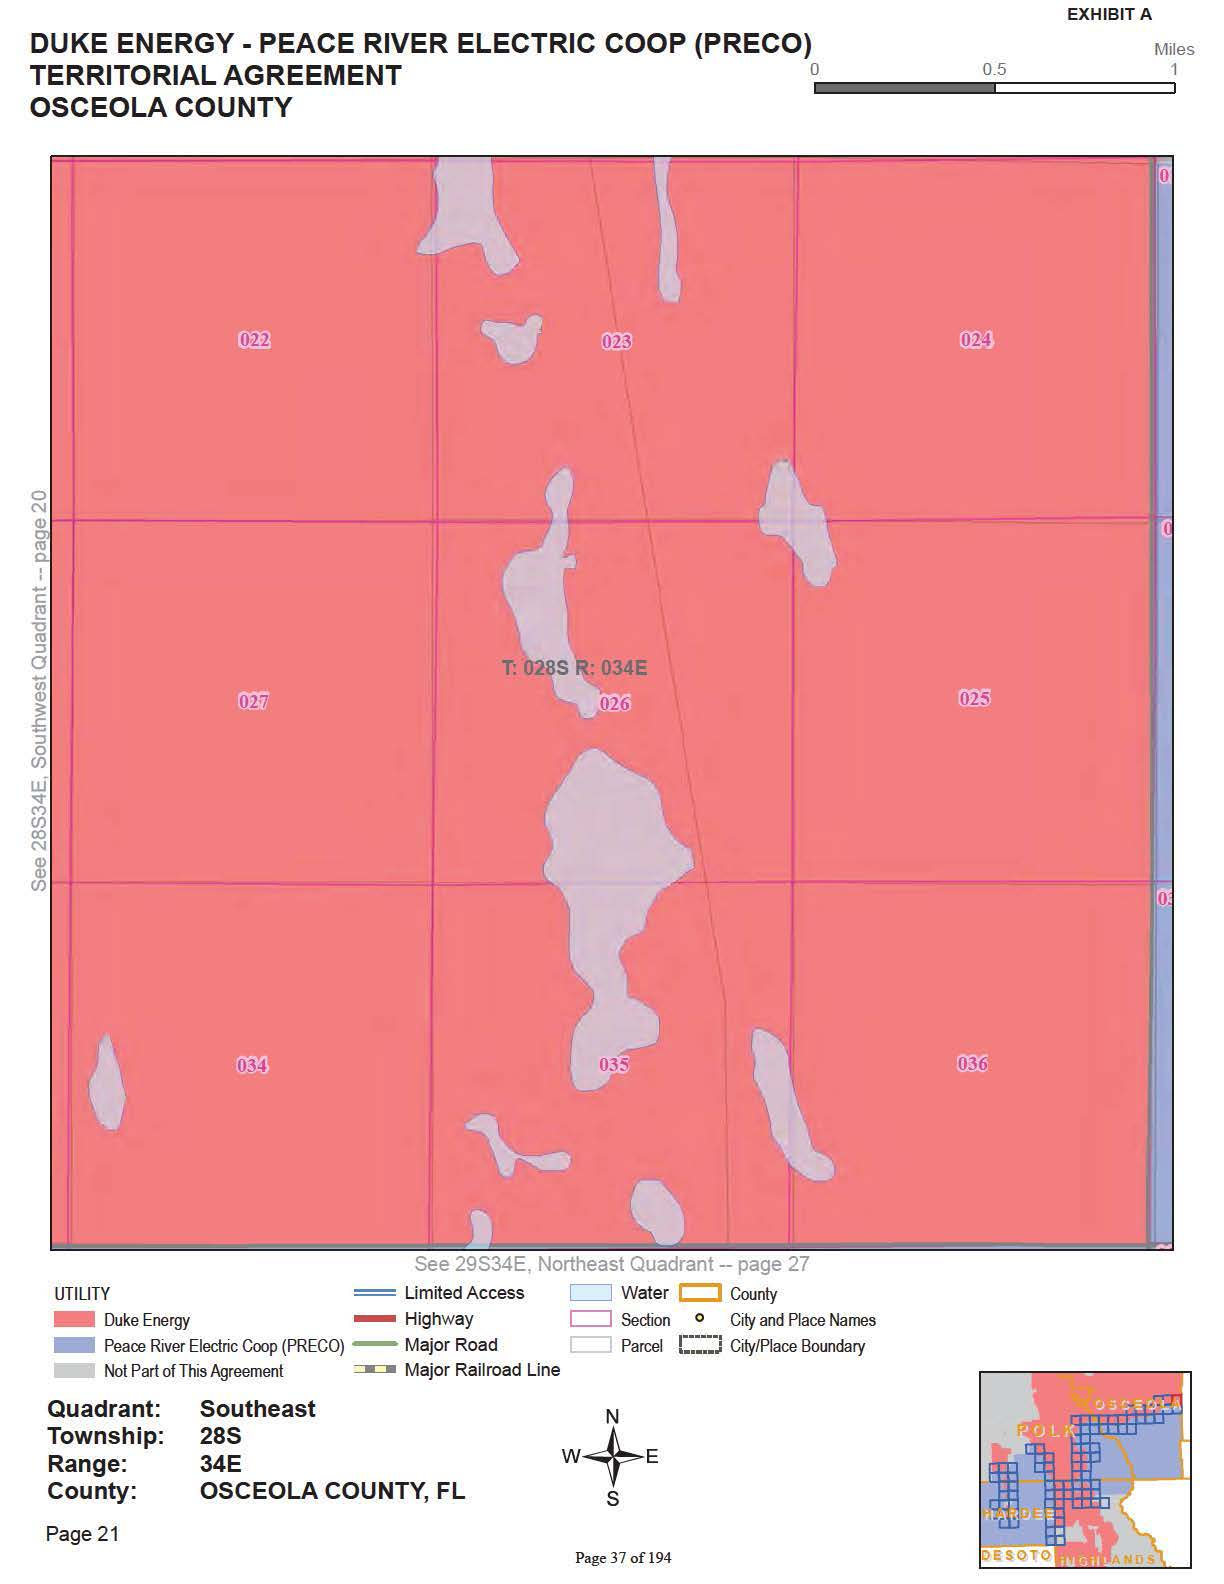 EXHIBIT A
DUKE ENERGY - PEACE RIVER ELECTRIC COOP (PRECO)
TERRITORIAL AGREEMENT
OSCEOLA COUNTY
Miles
0 0.5 1
0
022 023 024
0
See 28S34E, Southwest Quadrant -- page 20
T: 028S R: 034E
027 026 025
03
034 035 036
See 29S34E, Northeast Quadrant -- page 27
UTILITY
Duke Energy
Peace River Electric Coop (PRECO)
Not Part of This Agreement
Limited Access
Highway
Major Road
Major Railroad Line
Water
Section
Parcel
County
City and Place Names
City/Place Boundary
Quadrant: Southeast
Township: 28S
Range: 34E
County: OSCEOLA COUNTY, FL
Page 21
N
W E
S
Page 37 of 194
OSCEOLA
POLK
HARDEE
DESOTO HIGHLANDS